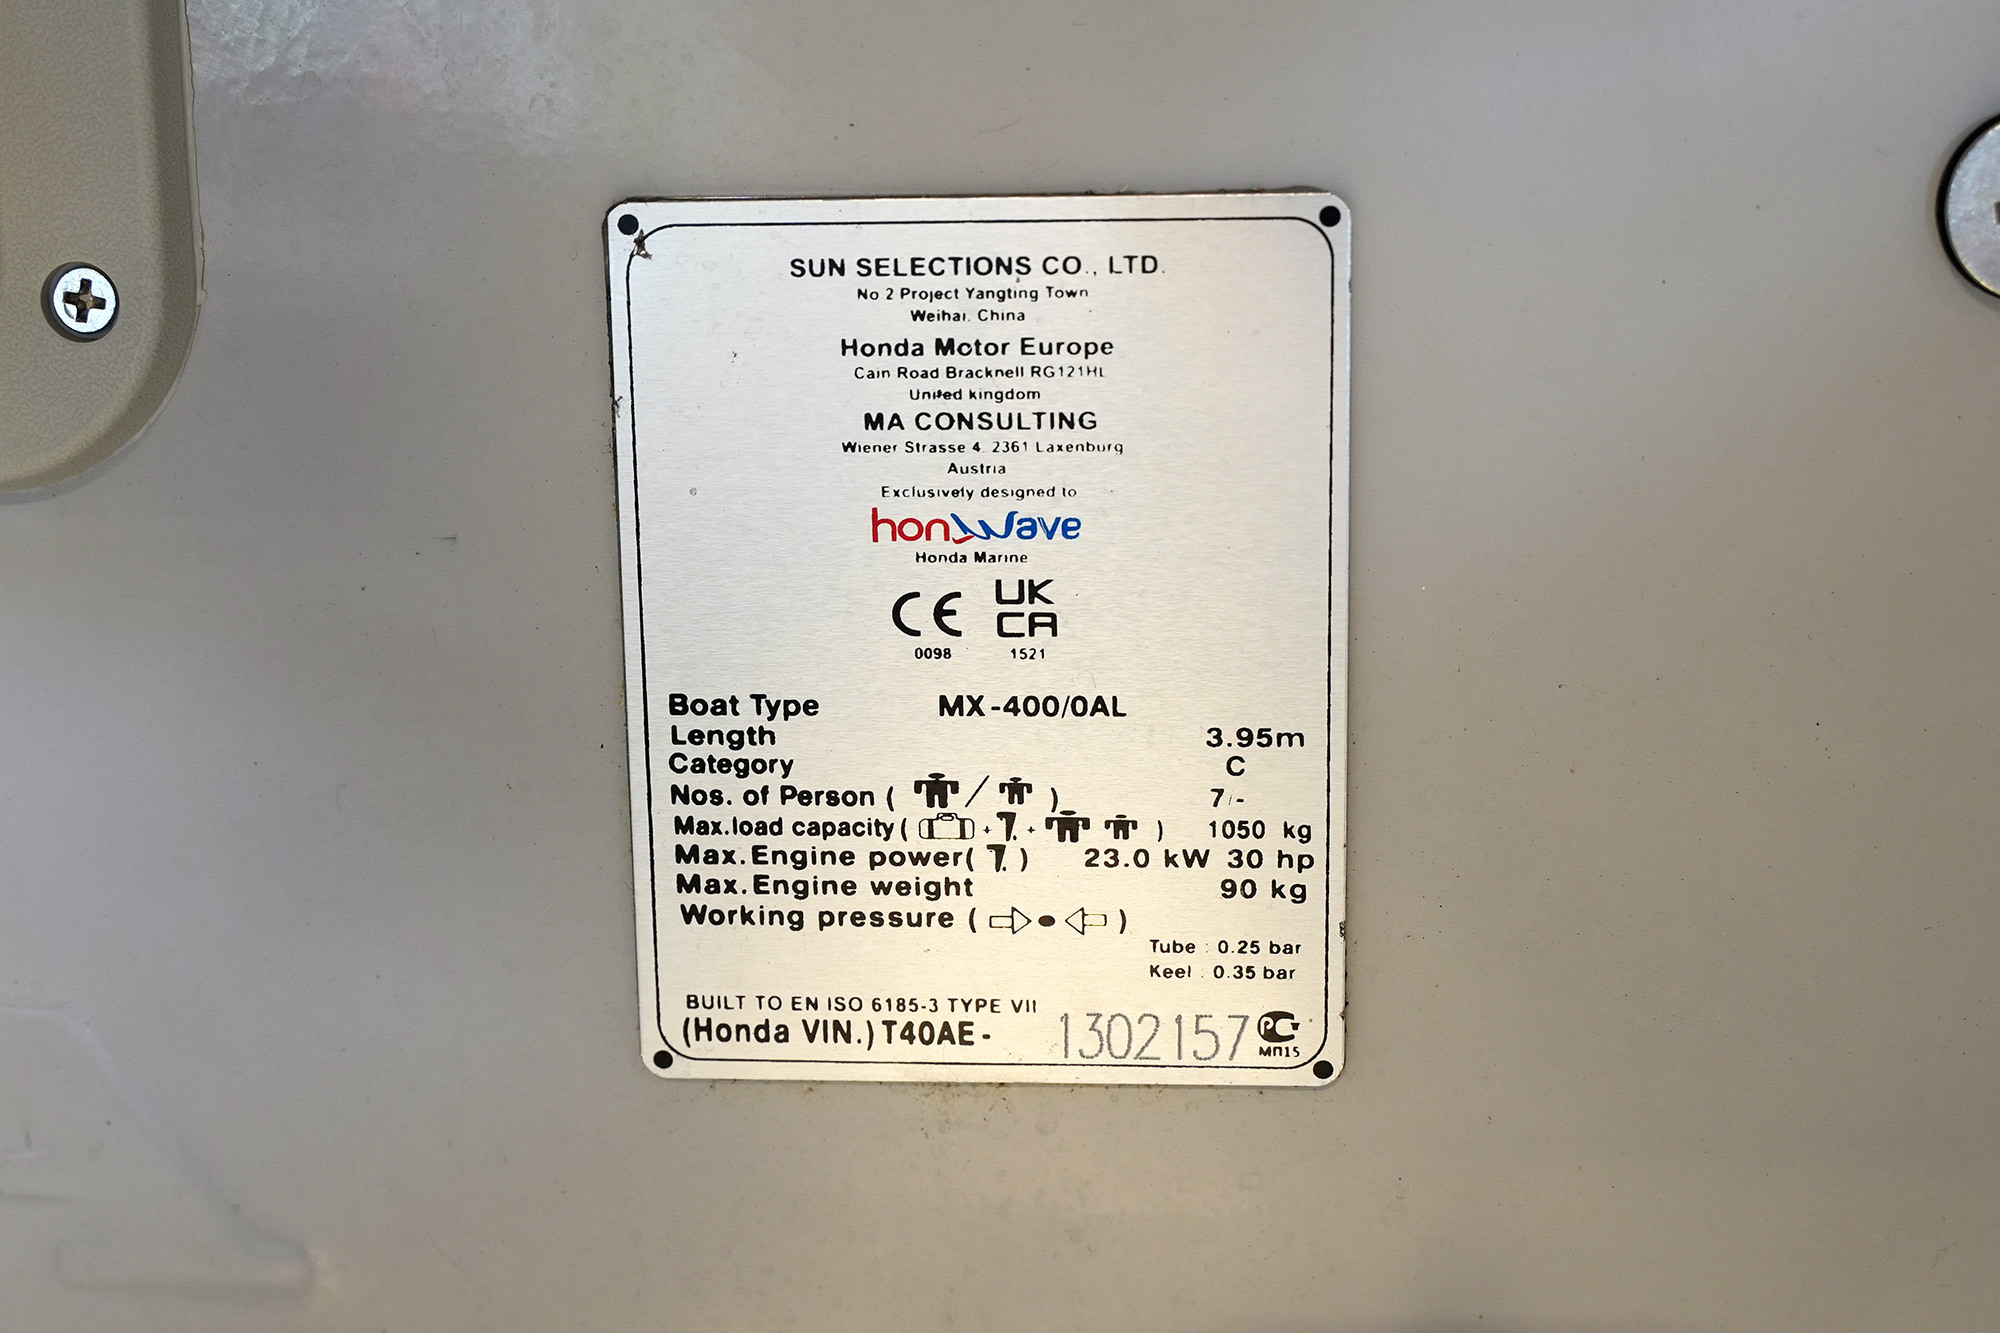 SUN SELECTIONS CO., LTD.
No 2 Project Yangting Town
Weihai, China
Honda Motor Europe
Cain Road Bracknell RG121HL
United kingdom
MA CONSULTING
Wiener Strasse 4. 2361 Laxenburg
Austria
Exclusively designed to
honwave
Honda Marine
CE UK CA
0098 1521
Boat Type MX-400/0AL
Length 3.95m
Category C
Nos. of Person ( / ) 7/-
Max.load capacity ( + + ) 1050 kg
Max.Engine power( ) 23.0 kW 30 hp
Max.Engine weight 90 kg
Working pressure ( )
Tube : 0.25 bar
Keel : 0.35 bar
BUILT TO EN ISO 6185-3 TYPE VII
(Honda VIN.) T40AE- 1302157 PC
МП15